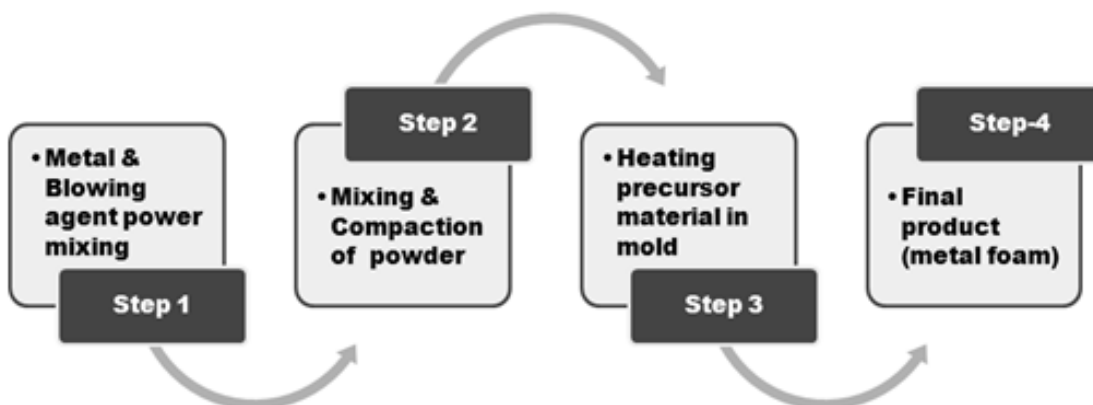 • Metal &
Blowing
agent power
mixing
Step 1
Step 2
• Mixing &
Compaction
of powder
• Heating
precursor
material in
mold
Step 3
Step-4
• Final
product
(metal foam)